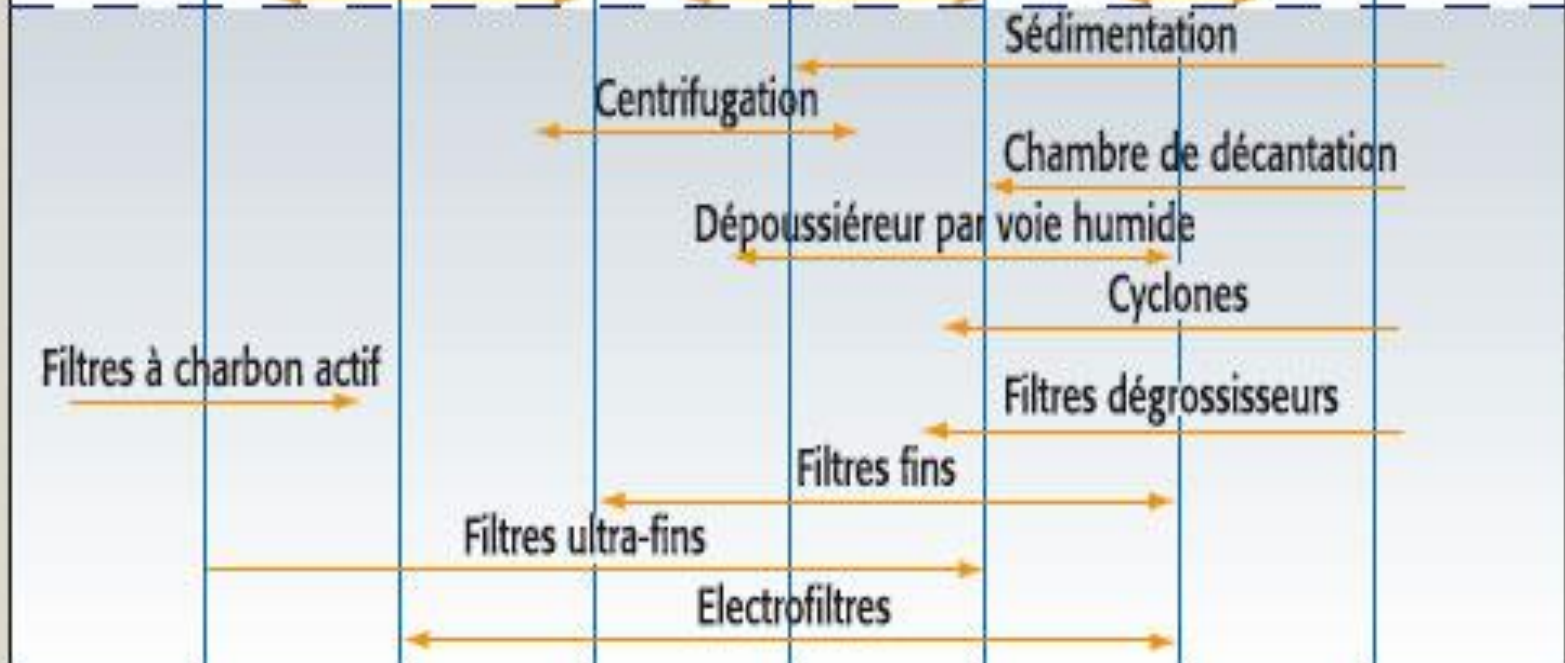 Sédimentation
Centrifugation
Chambre de décantation
Dépoussiéreur par voie humide
Cyclones
Filtres à charbon actif
Filtres dégrossisseurs
Filtres fins
Filtres ultra-fins
Electrofiltres